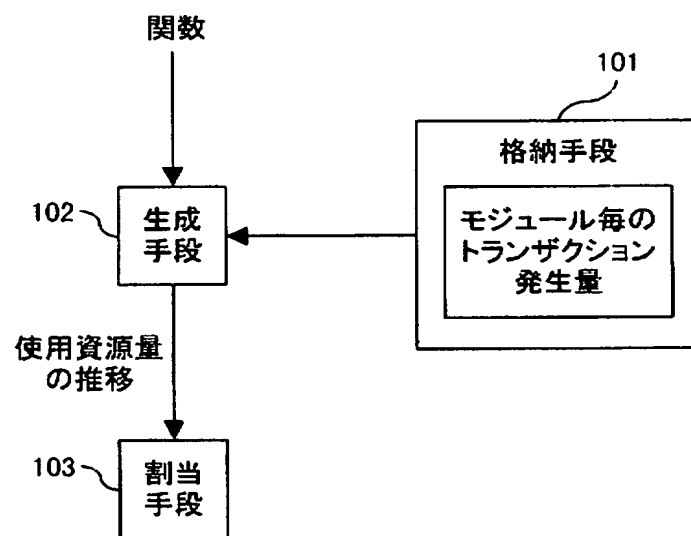 関数
101
格納手段
モジュール毎の
トランザクション
発生量
102
生成
手段
使用資源量
の推移
103
割当
手段